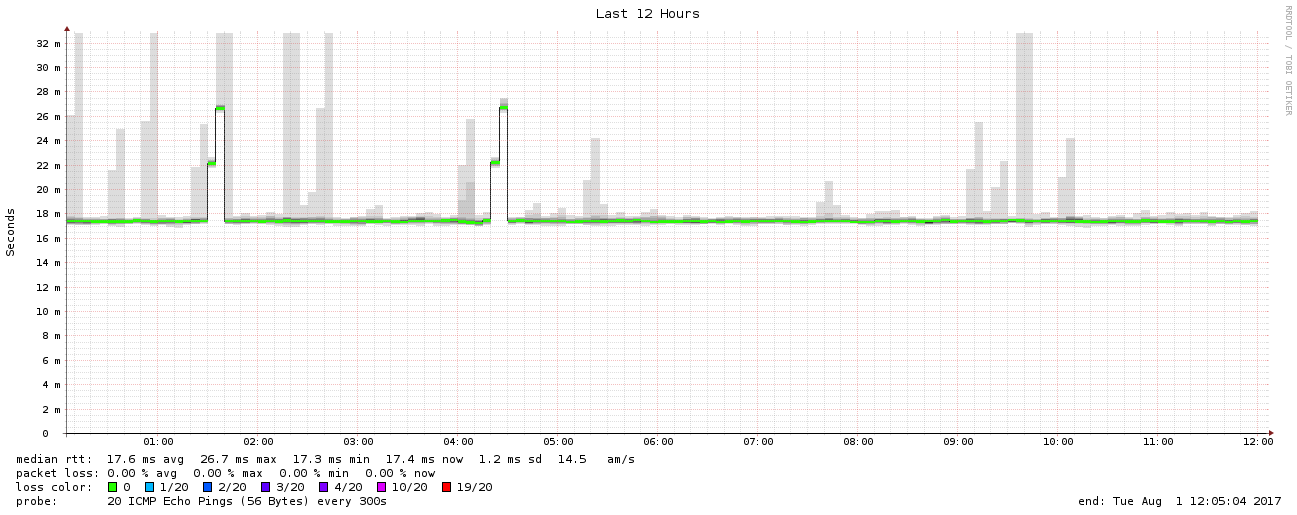 Last 12 Hours
RRDTOOL / TOBI OETIKER
Seconds
32 m
30 m
28 m
26 m
24 m
22 m
20 m
18 m
16 m
14 m
12 m
10 m
8 m
6 m
4 m
2 m
0
01:00 02:00 03:00 04:00 05:00 06:00 07:00 08:00 09:00 10:00 11:00 12:00
median rtt: 17.6 ms avg 26.7 ms max 17.3 ms min 17.4 ms now 1.2 ms sd 14.5 am/s
packet loss: 0.00 % avg 0.00 % max 0.00 % min 0.00 % now
loss color: 0 1/20 2/20 3/20 4/20 10/20 19/20
probe: 20 ICMP Echo Pings (56 Bytes) every 300s end: Tue Aug 1 12:05:04 2017